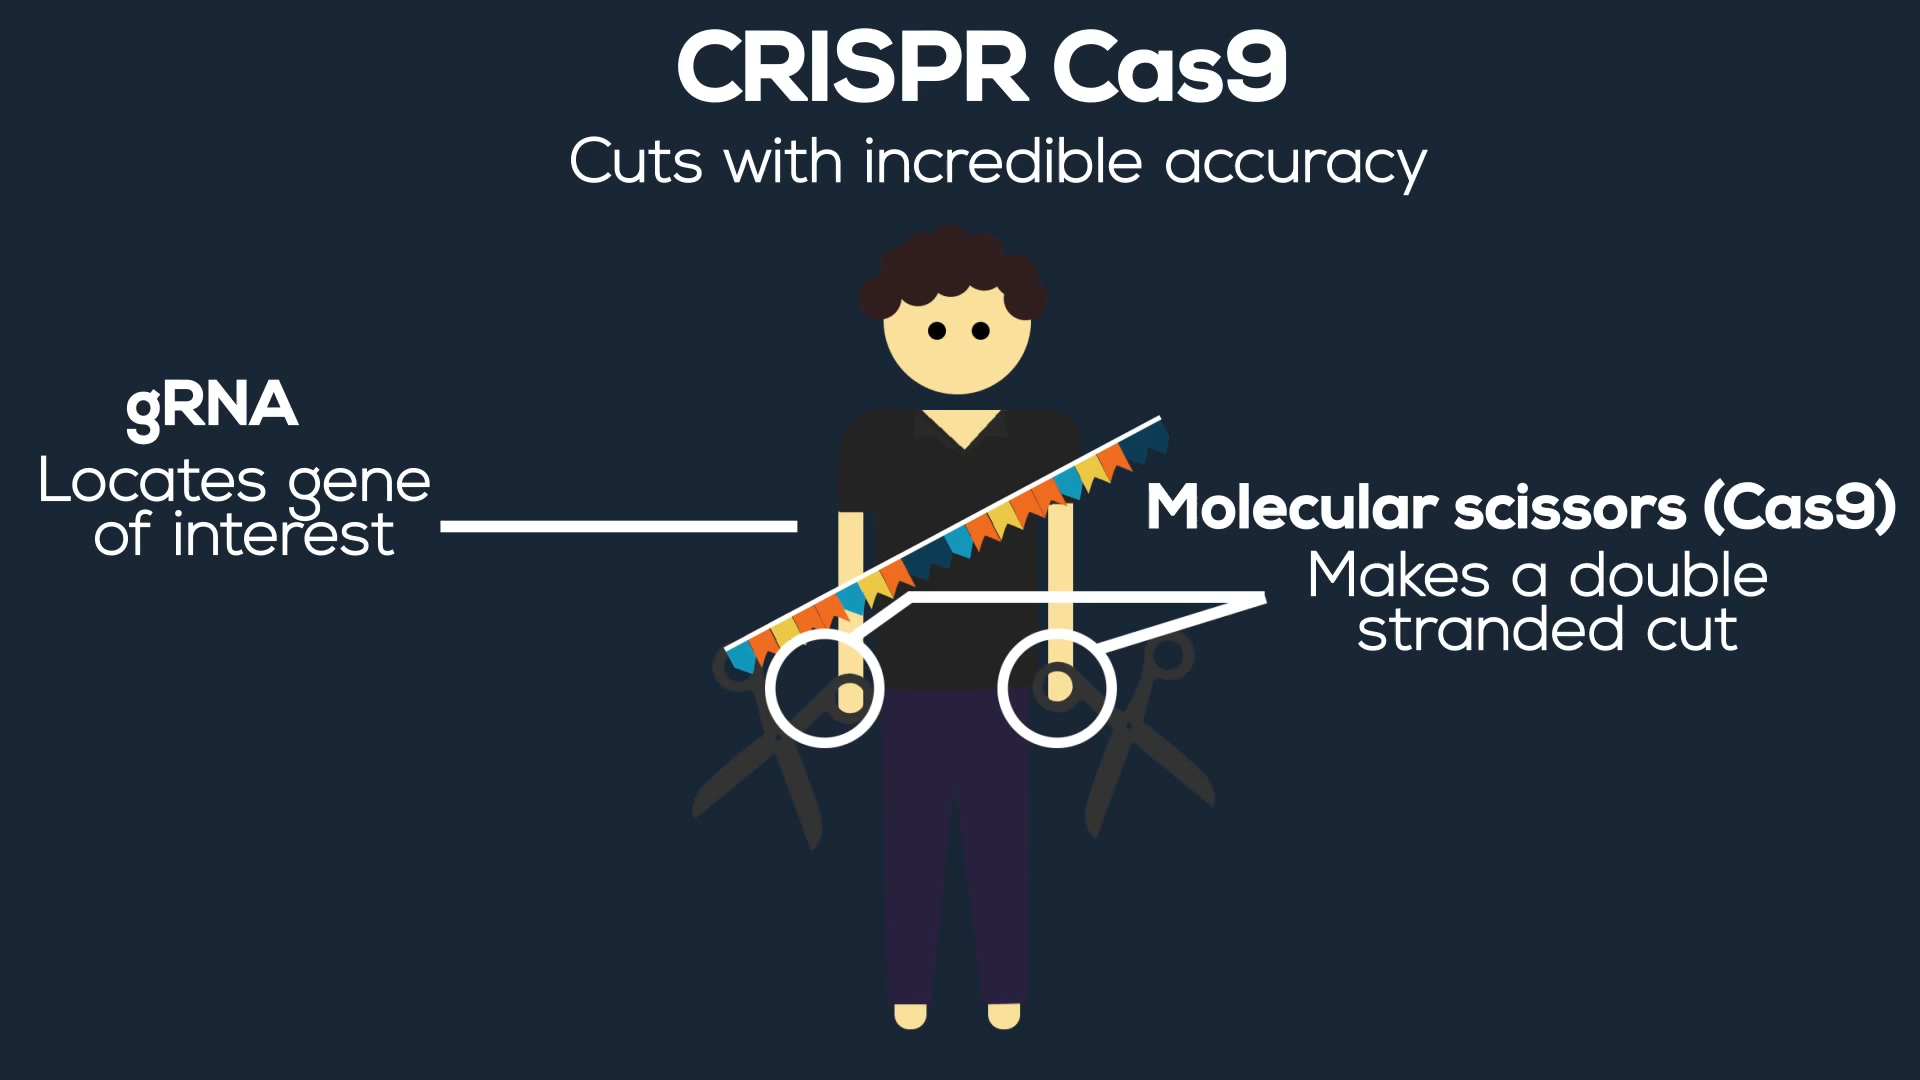 CRISPR Cas9
Cuts with incredible accuracy
gRNA
Locates gene
of interest
Molecular scissors (Cas9)
Makes a double
stranded cut